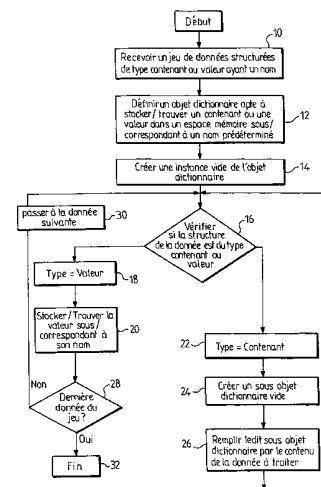 Début
10
Recevoir un jeu de données structurées
de type contenant ou valeur ayant un nom
Définir un objet dictionnaire apte à
stocker/trouver un contenant ou une
valeur dans un espace mémoire sous/
correspondant à un nom prédéterminé
12
Créer une instance vide de l'objet
dictionnaire
14
passer à la donnée
suivante
30
16
Vérifier
si la structure
de la donnée est du type
contenant ou
valeur
Type = Valeur
18
Stocker/Trouver la
valeur sous/
correspondant à
son nom
20
22
Type = Contenant
24
Créer un sous objet
dictionnaire vide
26
Remplir ledit sous objet
dictionnaire par le contenu
de la donnée à traiter
Non
28
Dernière
donnée du
jeu?
Oui
Fin
32